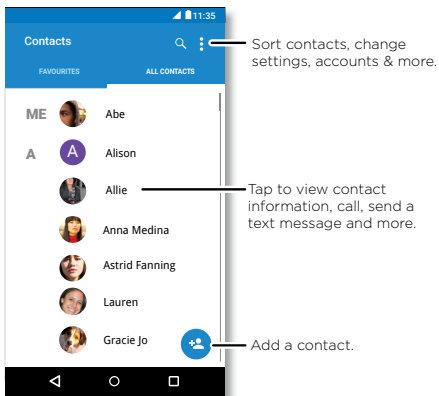 11:35
Contacts
FAVOURITES
ALL CONTACTS
ME
Abe
A
A
Alison
Allie
Anna Medina
Astrid Fanning
Lauren
Gracie Jo
Sort contacts, change
settings, accounts & more.
Tap to view contact
information, call, send a
text message and more.
Add a contact.